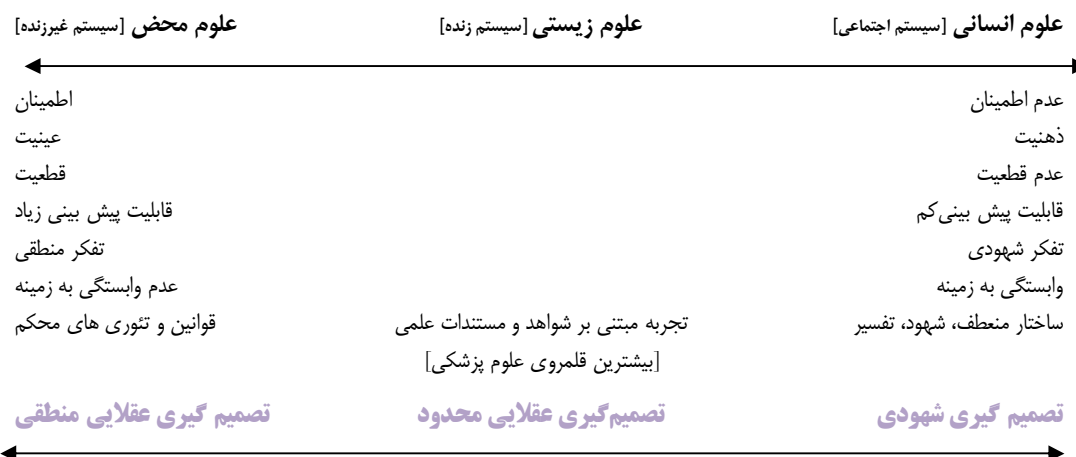 علوم انسانی [سیستم اجتماعی] علوم زیستی [سیستم زنده] علوم محض [سیستم غیرزنده]
عدم اطمینان اطمینان
ذهنیت عینیت
عدم قطعیت قطعیت
قابلیت پیش بینی کم قابلیت پیش بینی زیاد
تفکر شهودی تفکر منطقی
وابستگی به زمینه عدم وابستگی به زمینه
ساختار منعطف، شهود، تفسیر تجربه مبتنی بر شواهد و مستندات علمی قوانین و تئوری های محکم
[بیشترین قلمروی علوم پزشکی]
تصمیم گیری شهودی تصمیم‌گیری عقلایی محدود تصمیم گیری عقلایی منطقی